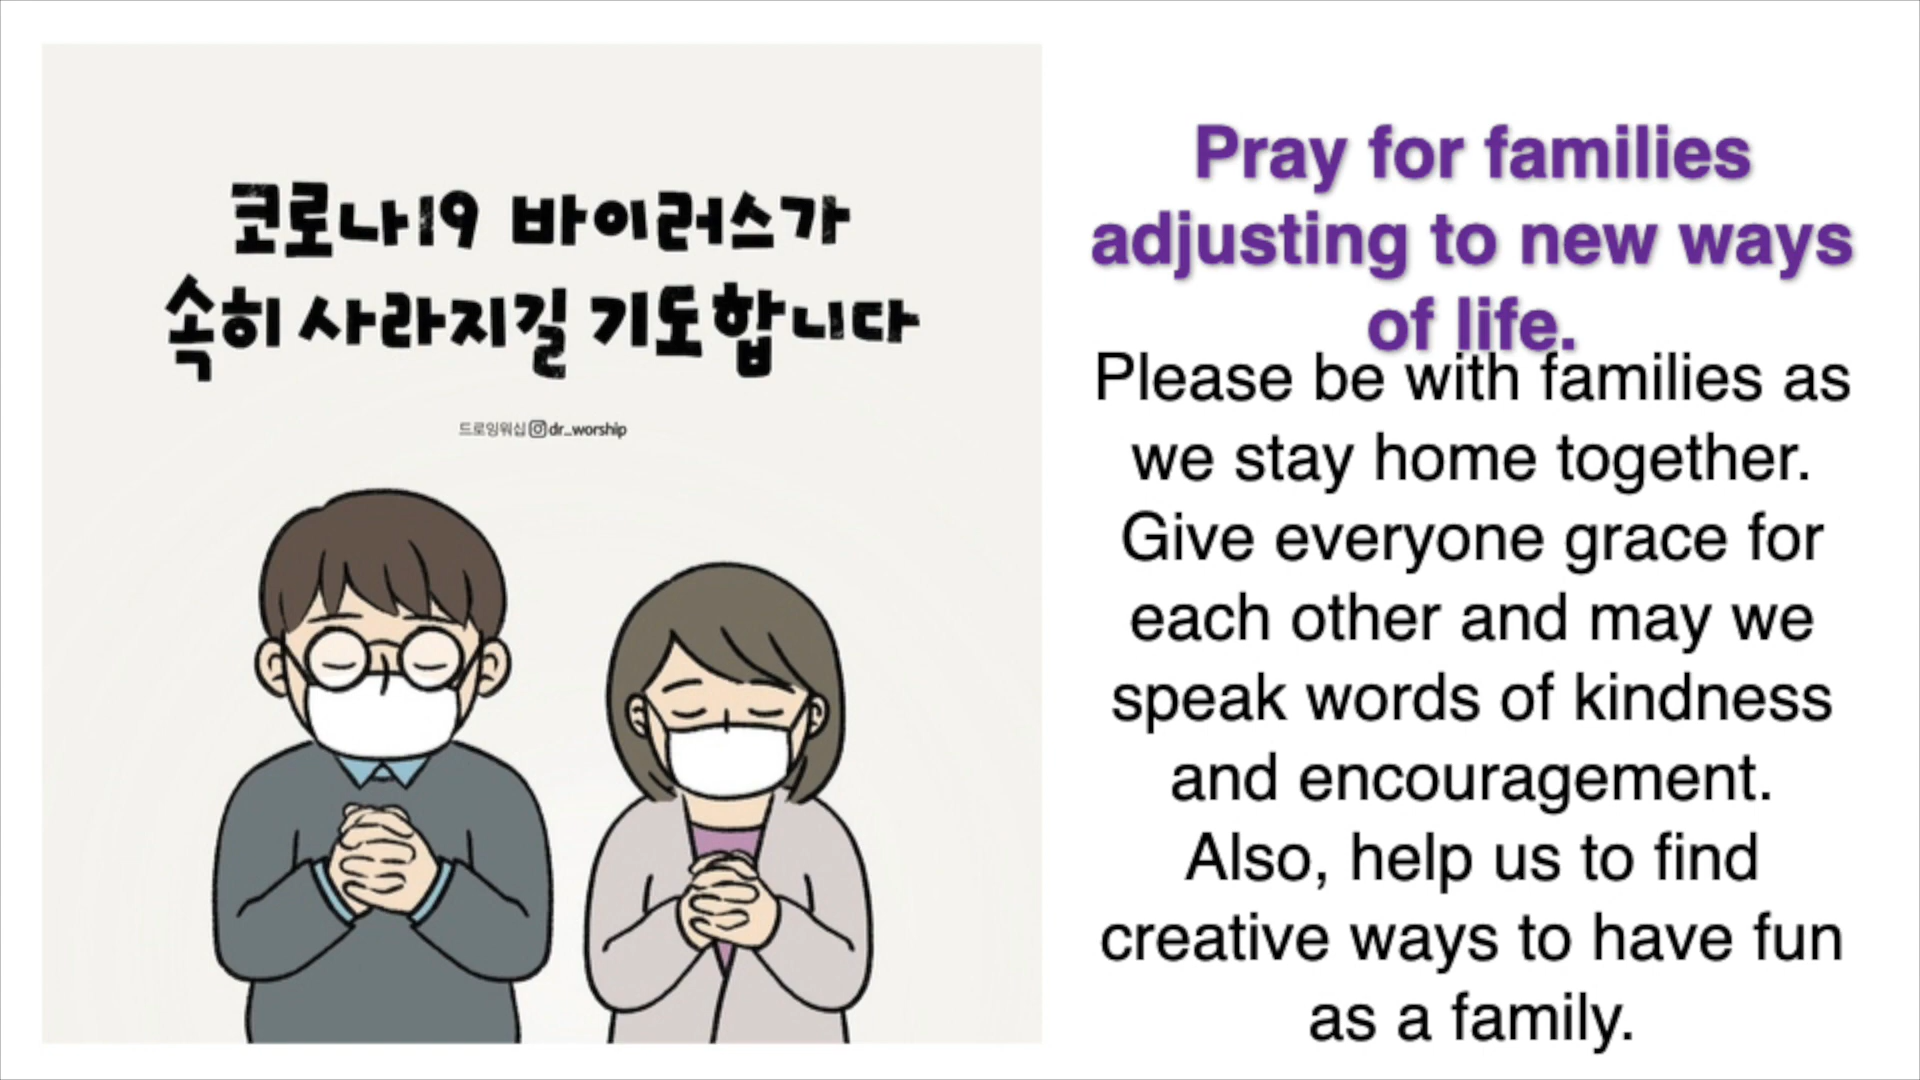 코로나19 바이러스가
속히 사라지길 기도합니다
드로잉워십 dr_worship
Pray for families
adjusting to new ways
of life.
Please be with families as
we stay home together.
Give everyone grace for
each other and may we
speak words of kindness
and encouragement.
Also, help us to find
creative ways to have fun
as a family.